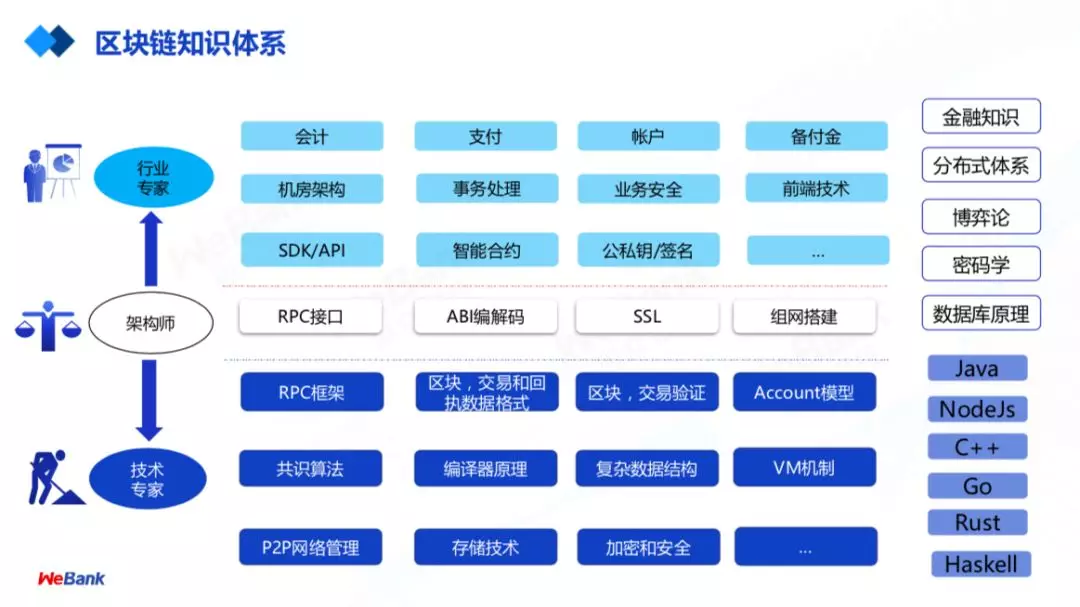 区块链知识体系
行业
专家
会计
支付
帐户
备付金
机房架构
事务处理
业务安全
前端技术
SDK/API
智能合约
公私钥/签名
...
架构师
RPC接口
ABI编解码
SSL
组网搭建
技术
专家
RPC框架
区块，交易和回
执数据格式
区块，交易验证
Account模型
共识算法
编译器原理
复杂数据结构
VM机制
P2P网络管理
存储技术
加密和安全
...
金融知识
分布式体系
博弈论
密码学
数据库原理
Java
NodeJs
C++
Go
Rust
Haskell
WeBank